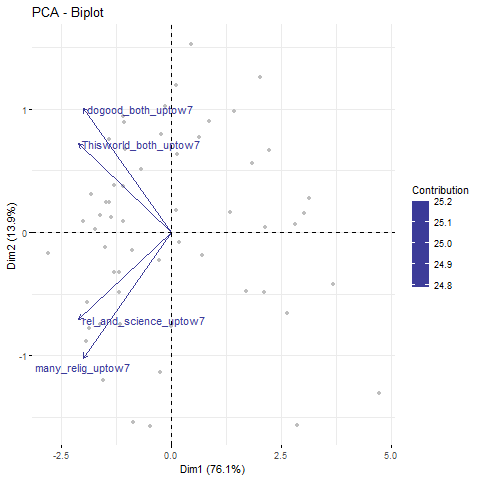 PCA - Biplot
dogood_both_uptow7
Thisworld_both_uptow7
rel_and_science_uptow7
many_relig_uptow7
1
0
-1
Dim2 (13.9%)
-2.5
0.0
2.5
5.0
Dim1 (76.1%)
Contribution
25.2
25.1
25.0
24.9
24.8